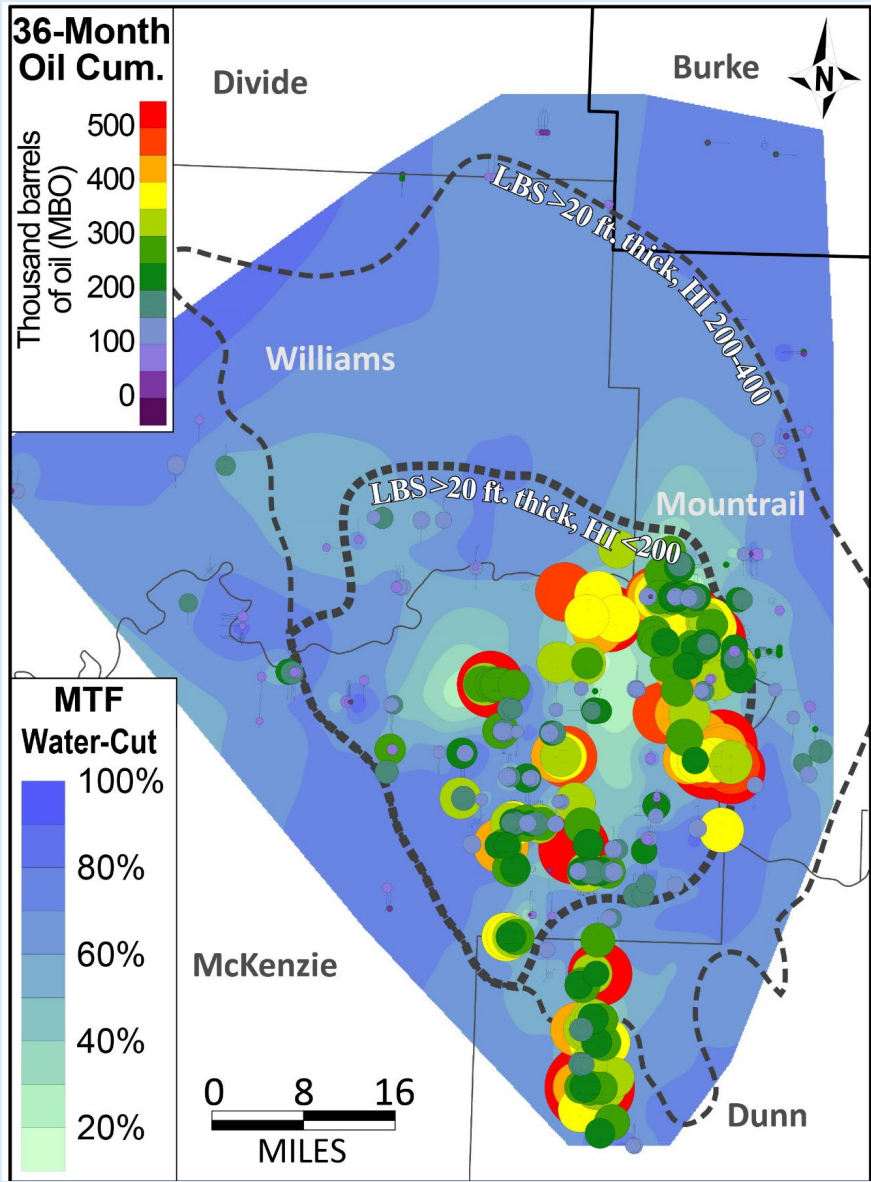 36-Month
Oil Cum.
Thousand barrels
of oil (MBO)
500
400
300
200
100
0
Divide
Burke
N
LBS >20 ft. thick, HI 200-400
Williams
LBS >20 ft. thick, HI <200
Mountrail
MTF
Water-Cut
100%
80%
60%
40%
20%
McKenzie
0 8 16
MILES
Dunn